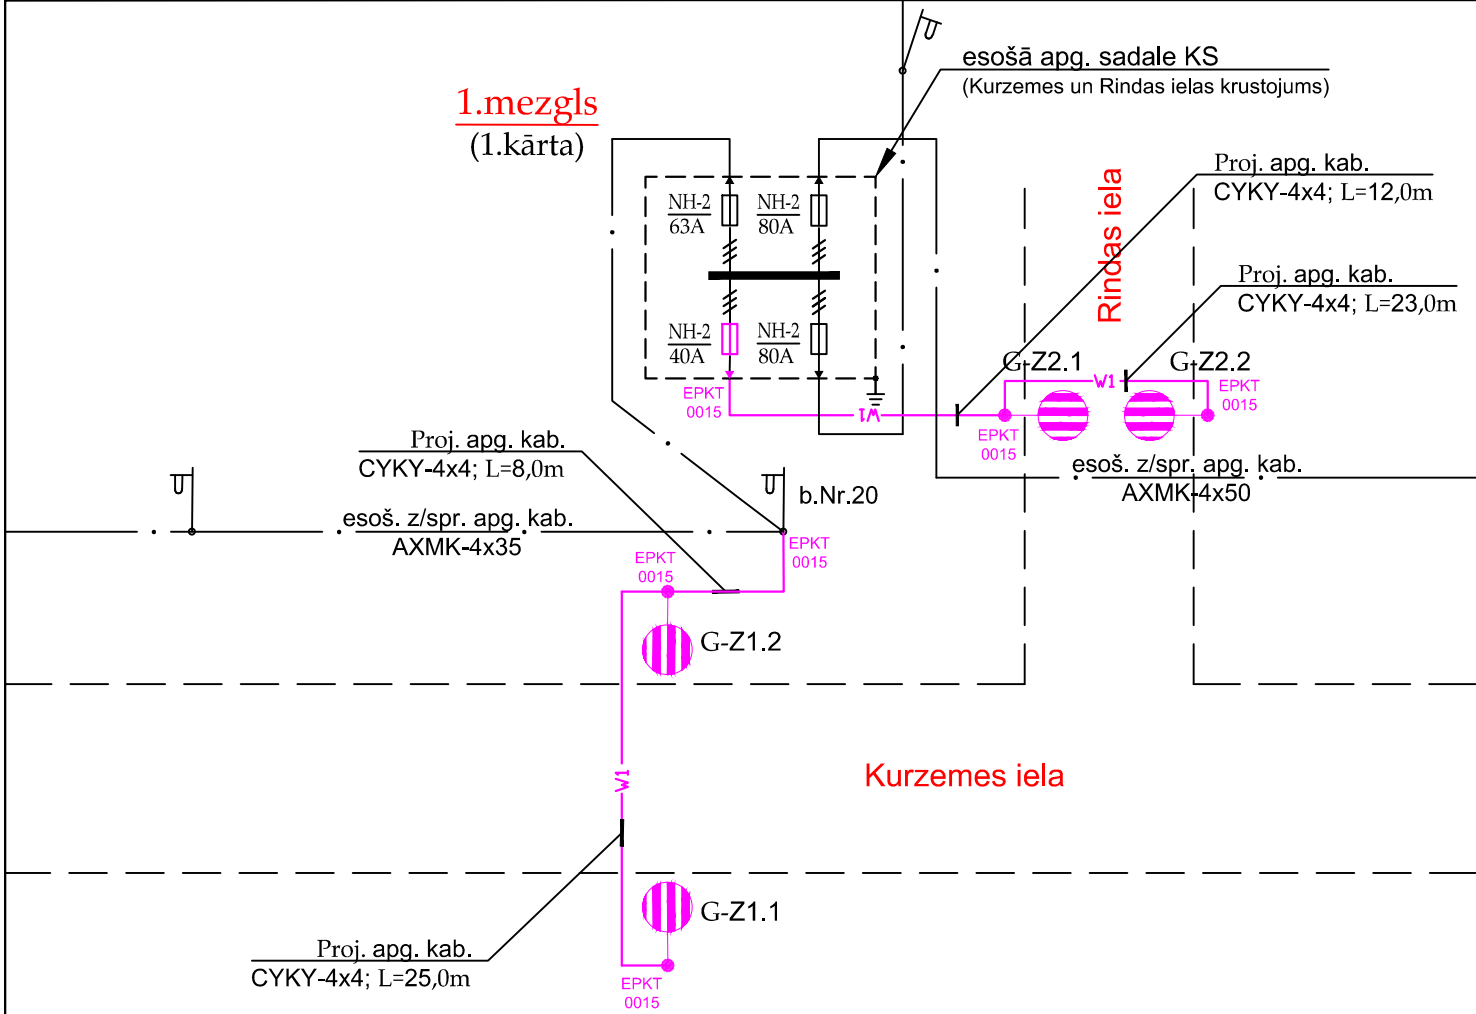 esošā apg. sadale KS
(Kurzemes un Rindas ielas krustojums)
1.mezgls
(1.kārta)
Proj. apg. kab.
CYKY-4x4; L=12,0m
NH-2
63A
NH-2
80A
Rindas iela
Proj. apg. kab.
CYKY-4x4; L=23,0m
NH-2
40A
NH-2
80A
G-Z2.1
G-Z2.2
W1
EPKT
0015
EPKT
0015
W1
EPKT
0015
Proj. apg. kab.
CYKY-4x4; L=8,0m
esoš. z/spr. apg. kab.
AXMK-4x50
b.Nr.20
esoš. z/spr. apg. kab.
AXMK-4x35
EPKT
0015
EPKT
0015
G-Z1.2
W1
Kurzemes iela
G-Z1.1
Proj. apg. kab.
CYKY-4x4; L=25,0m
EPKT
0015